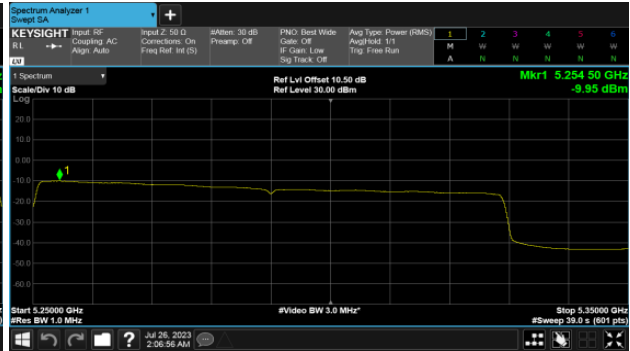 Spectrum Analyzer 1
Swept SA
KEYSIGHT
RL
LXI
Input: RF
Coupling: AC
Align: Auto
Input Z: 50 Ω
Corrections: On
Freq Ref: Int (S)
#Atten: 30 dB
Preamp: Off
PNO: Best Wide
Gate: Off
IF Gain: Low
Sig Track: Off
Avg Type: Power (RMS)
Avg|Hold: 1/1
Trig: Free Run
1 2 3 4 5 6
M W W W W W
A N N N N N
1 Spectrum
Scale/Div 10 dB
Ref Lvl Offset 10.50 dB
Ref Level 30.00 dBm
Mkr1 5.254 50 GHz
-9.95 dBm
Log
20.0
10.0
0.00
1
-10.0
-20.0
-30.0
-40.0
-50.0
-60.0
Start 5.25000 GHz
#Video BW 3.0 MHz*
Stop 5.35000 GHz
#Res BW 1.0 MHz
#Sweep 39.0 s (601 pts)
?
Jul 26, 2023
2:06:56 AM